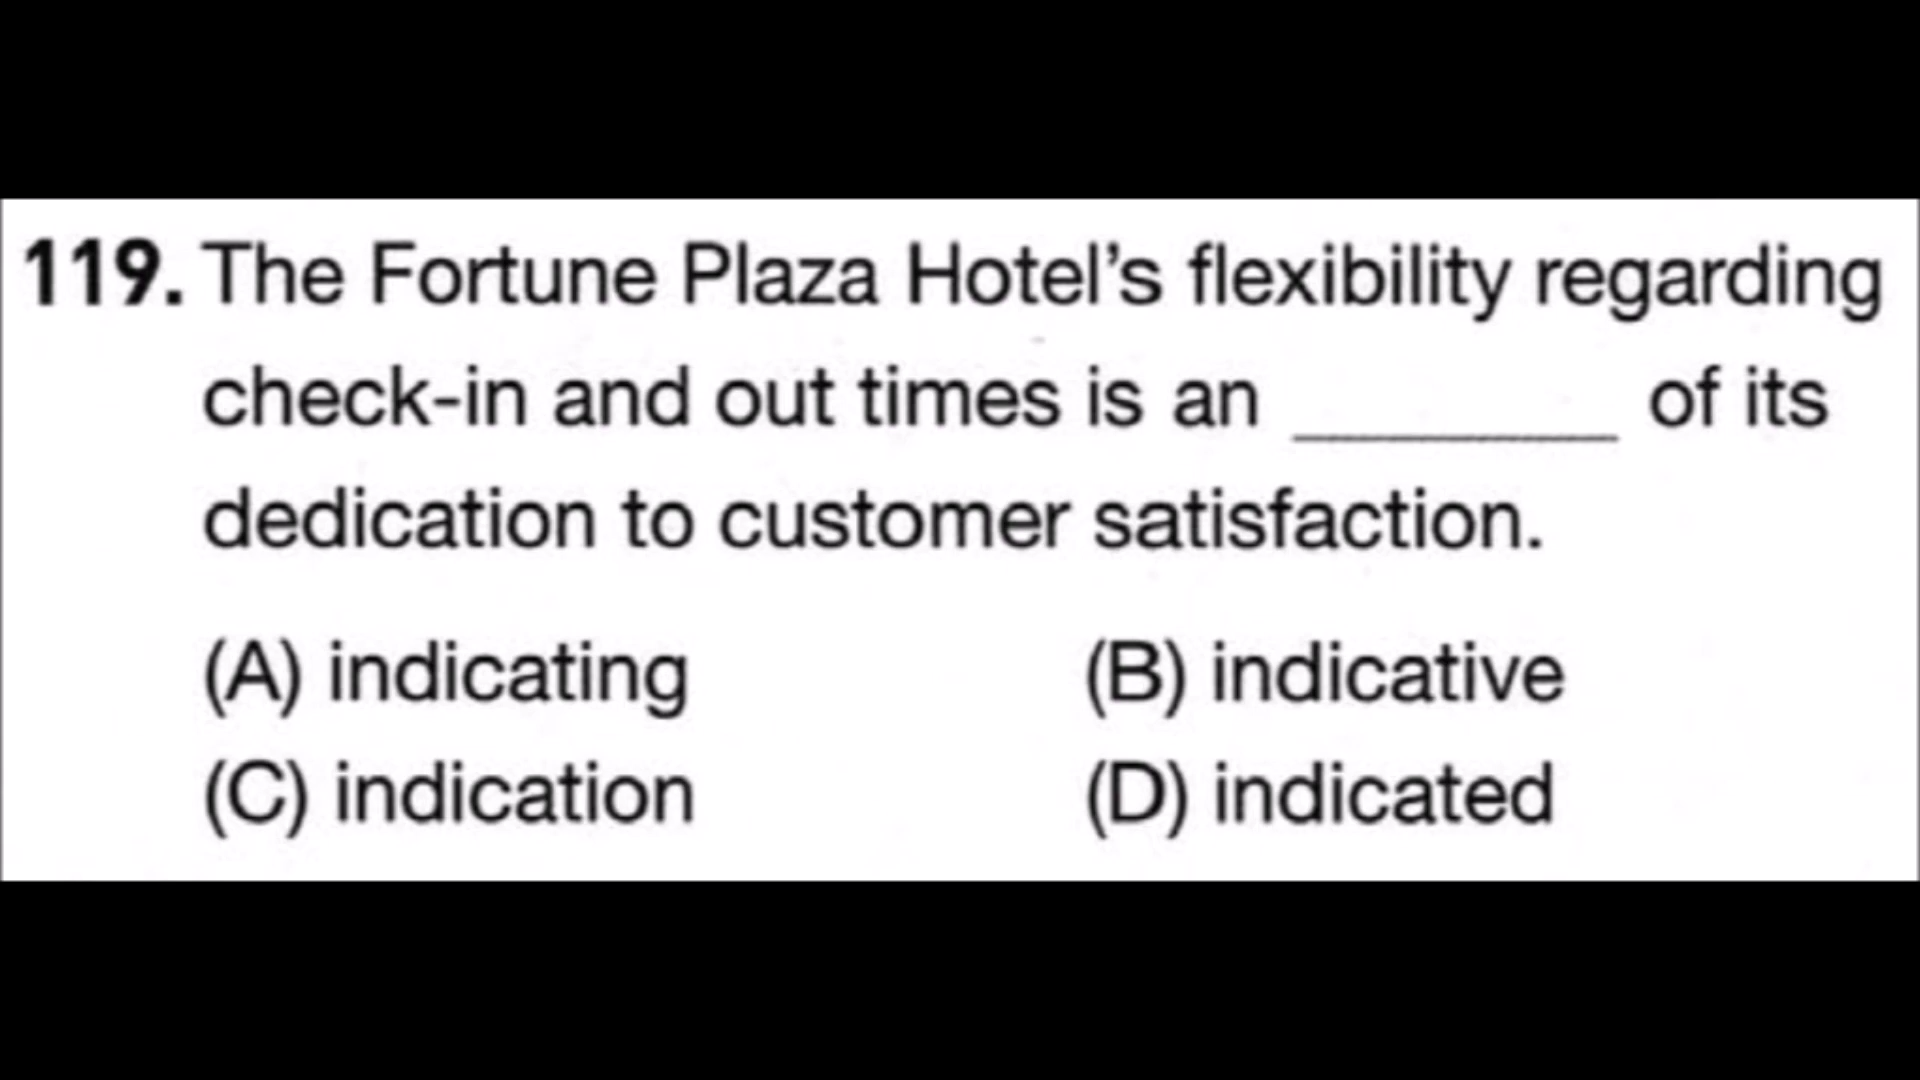 119. The Fortune Plaza Hotel's flexibility regarding
check-in and out times is an ________ of its
dedication to customer satisfaction.
(A) indicating (B) indicative
(C) indication (D) indicated